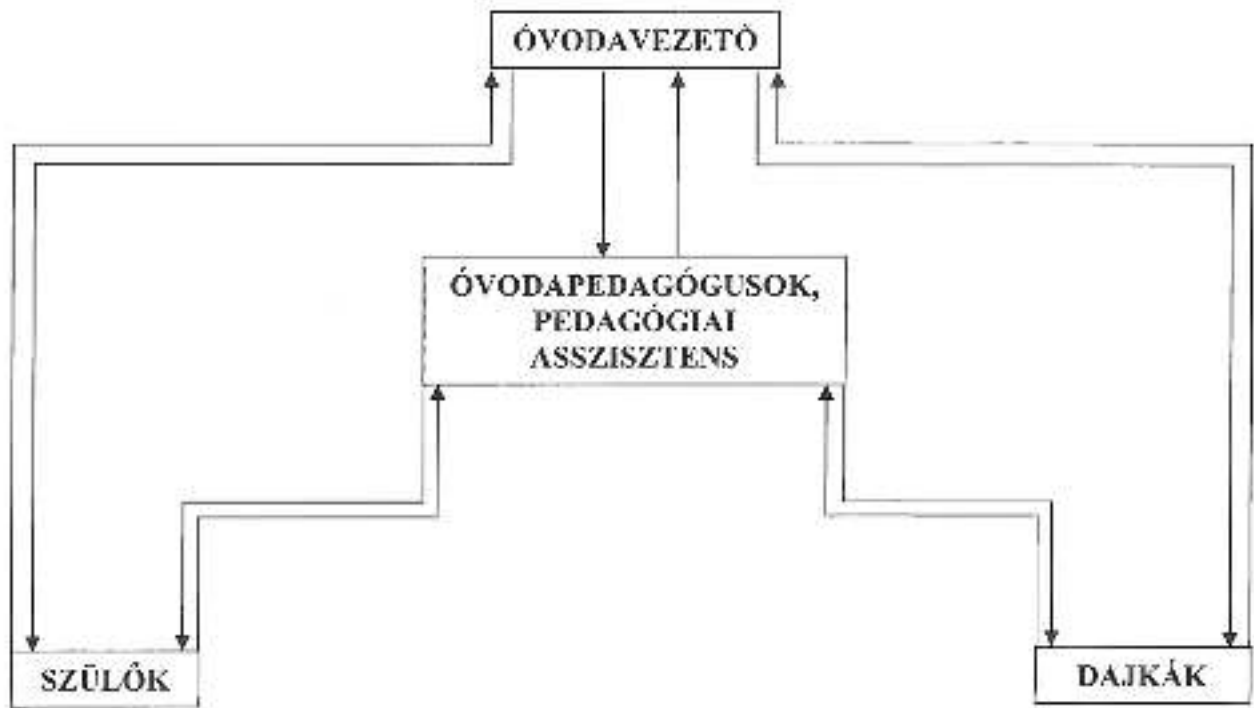 ÓVODAVEZETŐ
ÓVODAPEDAGÓGUSOK,
PEDAGÓGIAI
ASSZISZTENS
SZÜLŐK
DAJKÁK